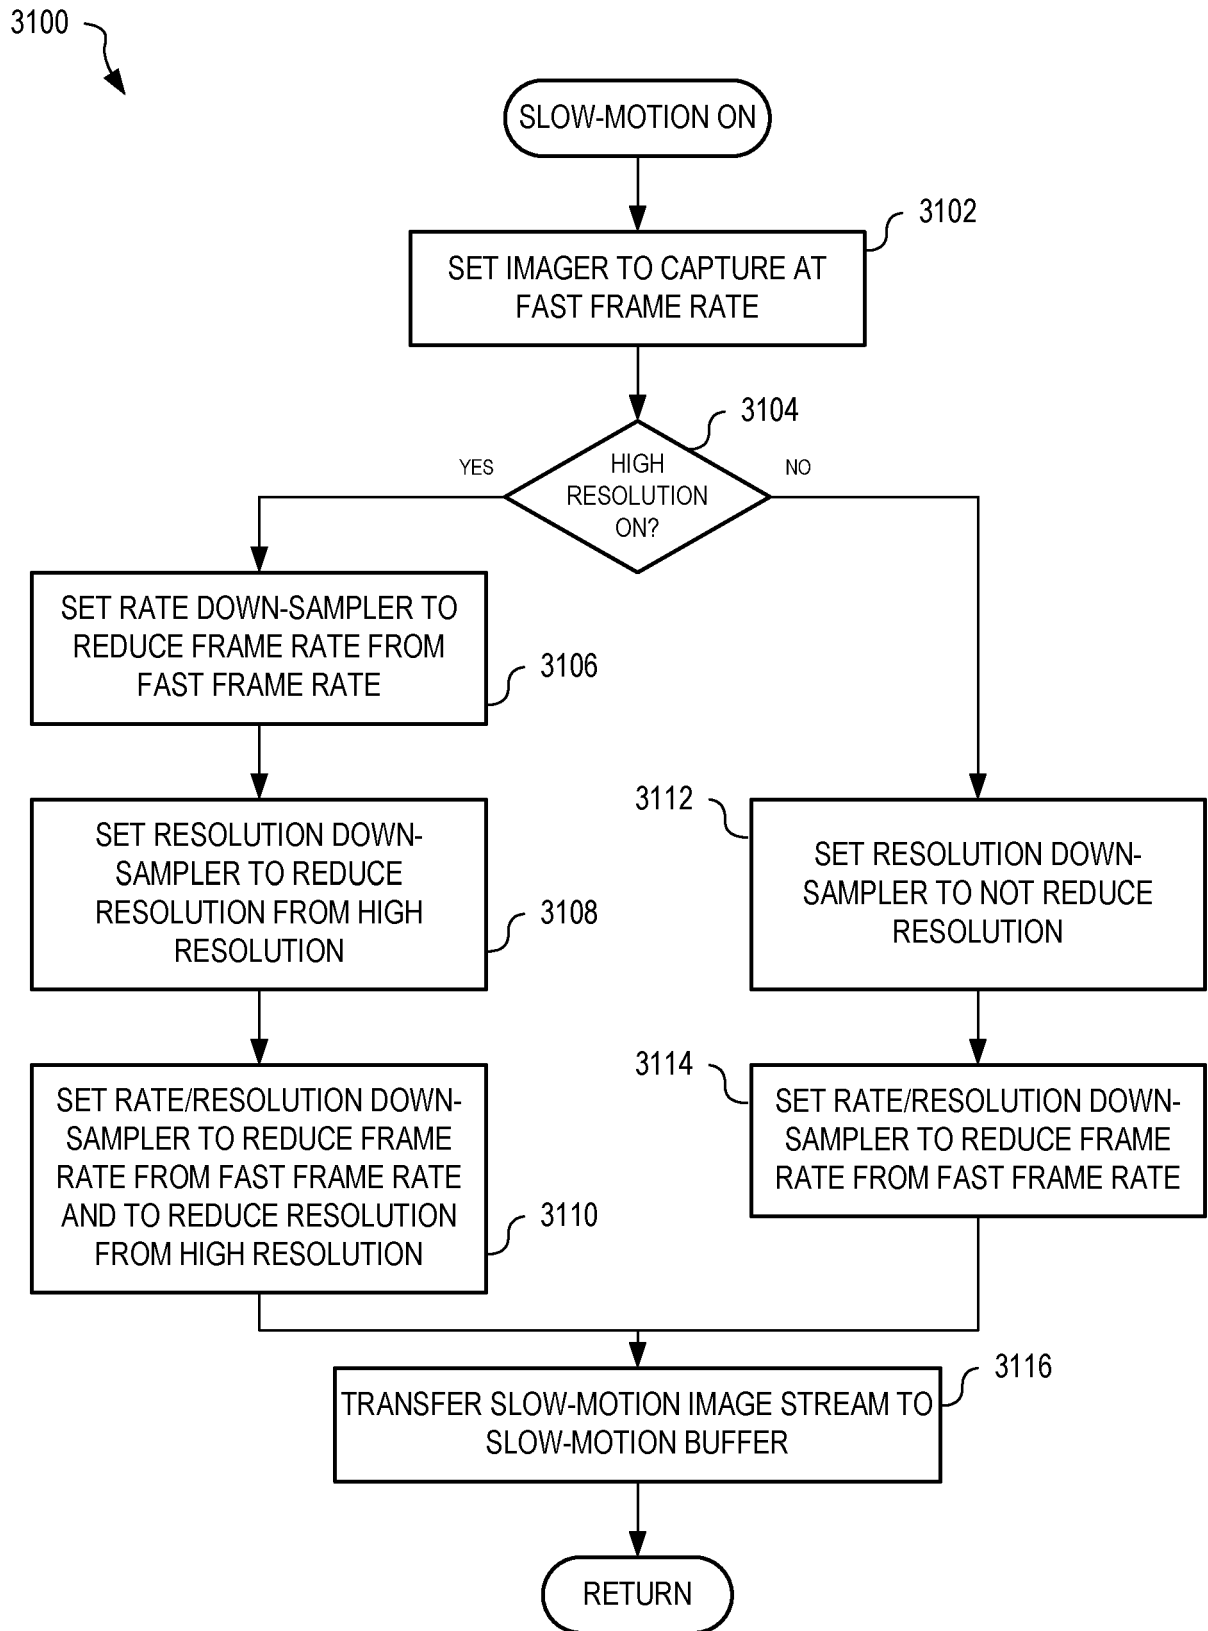 3100
SLOW-MOTION ON
3102
SET IMAGER TO CAPTURE AT
FAST FRAME RATE
3104
YES
HIGH
RESOLUTION
ON?
NO
SET RATE DOWN-SAMPLER TO
REDUCE FRAME RATE FROM
FAST FRAME RATE
3106
SET RESOLUTION DOWN-
SAMPLER TO REDUCE
RESOLUTION FROM HIGH
RESOLUTION
3108
3112
SET RESOLUTION DOWN-
SAMPLER TO NOT REDUCE
RESOLUTION
SET RATE/RESOLUTION DOWN-
SAMPLER TO REDUCE FRAME
RATE FROM FAST FRAME RATE
AND TO REDUCE RESOLUTION
FROM HIGH RESOLUTION
3110
3114
SET RATE/RESOLUTION DOWN-
SAMPLER TO REDUCE FRAME
RATE FROM FAST FRAME RATE
3116
TRANSFER SLOW-MOTION IMAGE STREAM TO
SLOW-MOTION BUFFER
RETURN